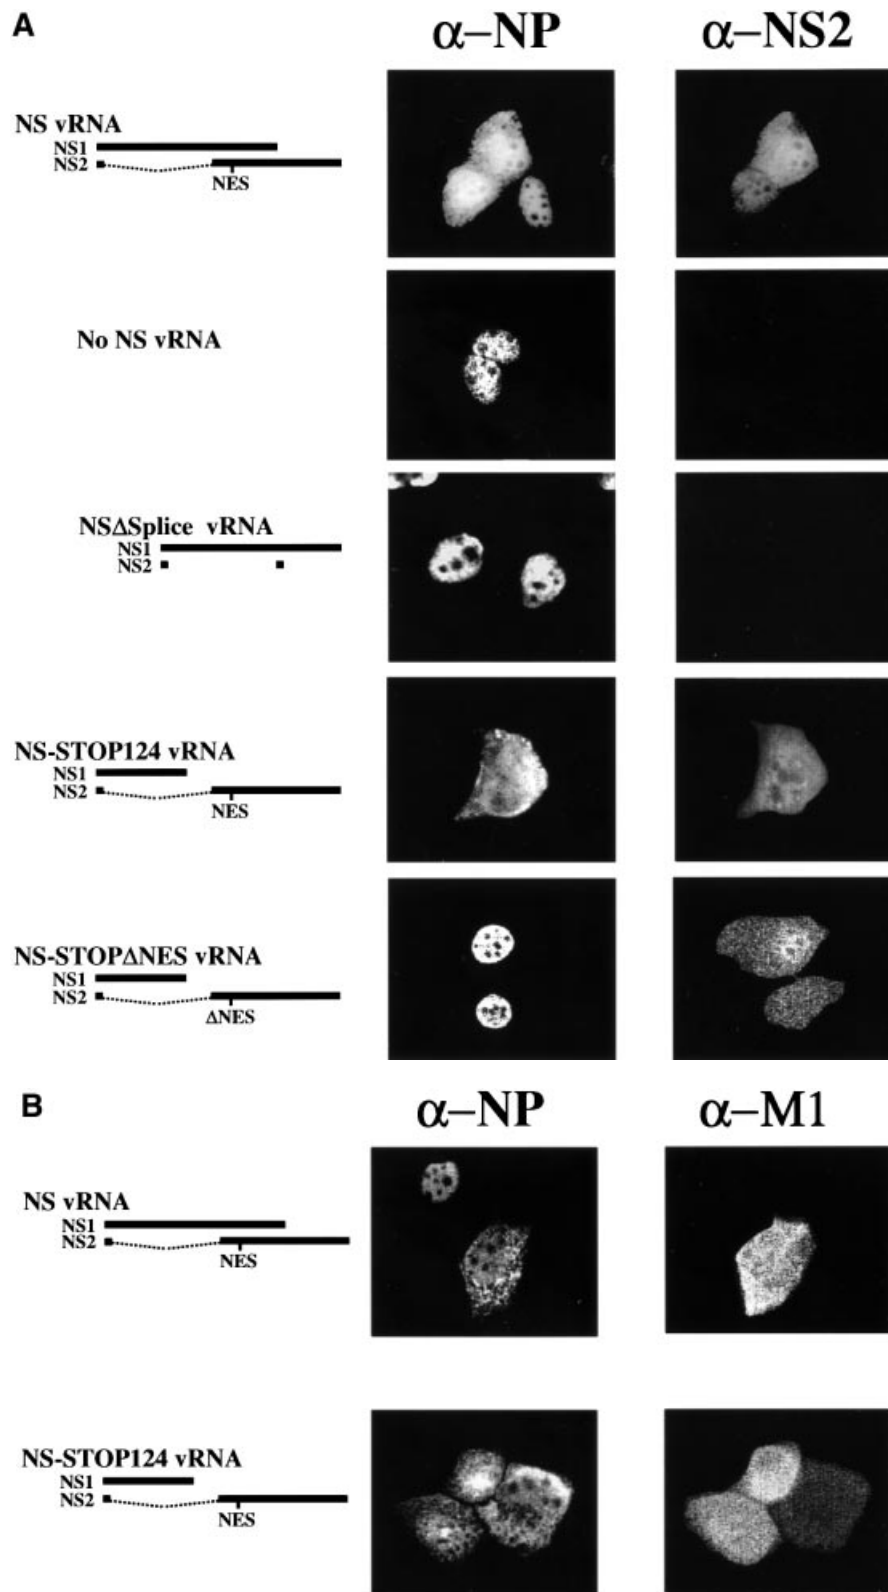 A
α–NP α–NS2
NS vRNA
NS1
NS2
NES
No NS vRNA
NSΔSplice vRNA
NS1
NS2
NS-STOP124 vRNA
NS1
NS2
NES
NS-STOPΔNES vRNA
NS1
NS2
ΔNES
B
α–NP α–M1
NS vRNA
NS1
NS2
NES
NS-STOP124 vRNA
NS1
NS2
NES